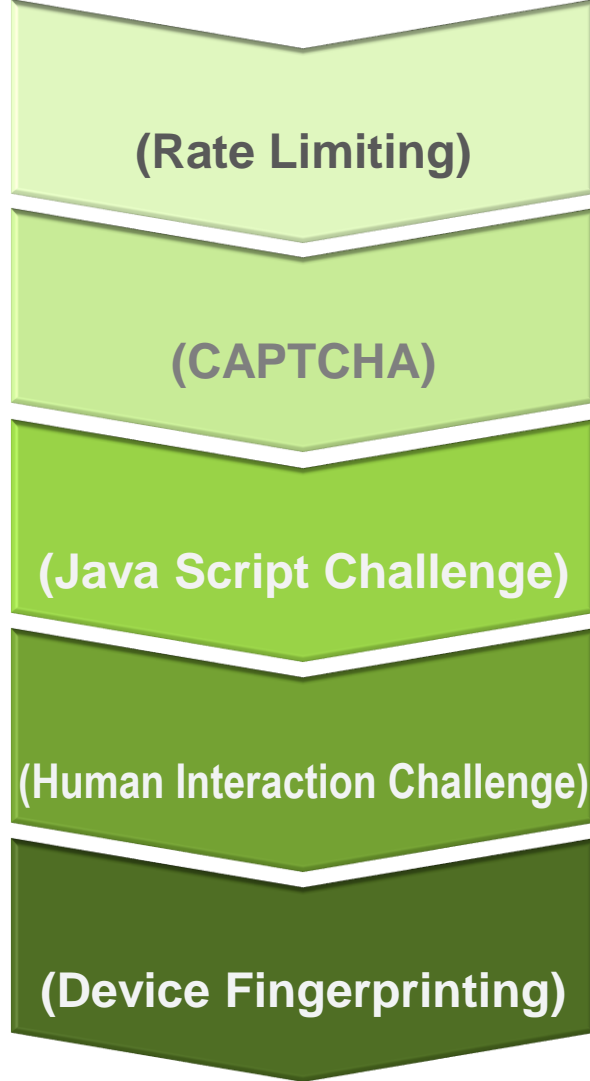 (Rate Limiting)
(CAPTCHA)
(Java Script Challenge)
(Human Interaction Challenge)
(Device Fingerprinting)